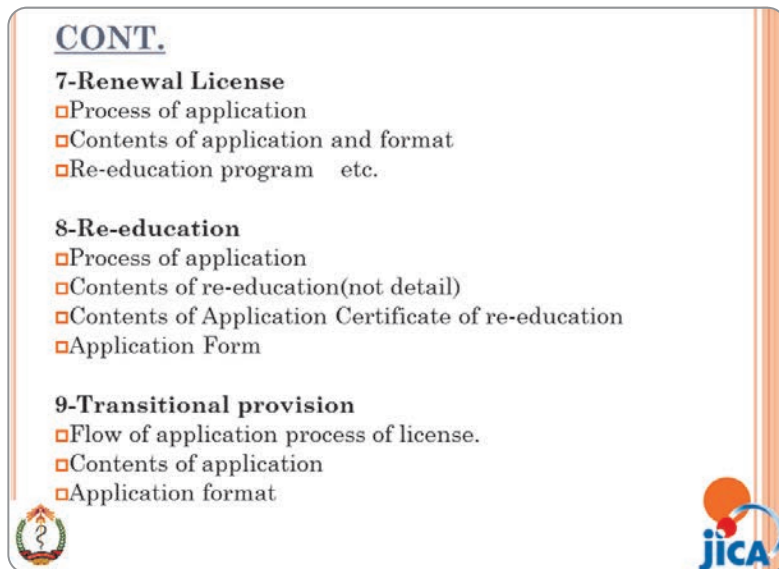 CONT.
7-Renewal License
Process of application
Contents of application and format
Re-education program etc.
8-Re-education
Process of application
Contents of re-education(not detail)
Contents of Application Certificate of re-education
Application Form
9-Transitional provision
Flow of application process of license.
Contents of application
Application format
jICA